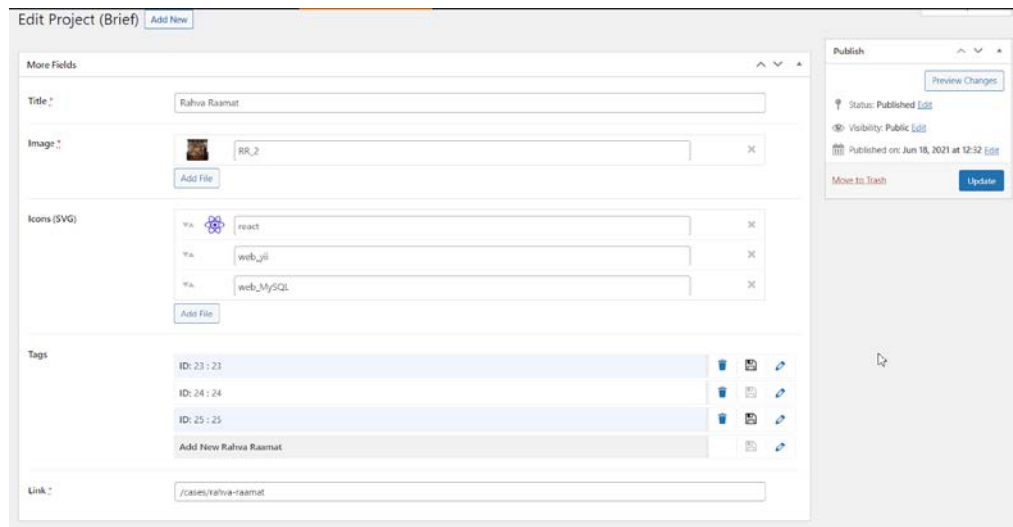 Edit Project (Brief) Add New
More Fields
Title *
Rahva Raamat
Image *
RR_2
Add File
Icons (SVG)
react
web_yii
web_MySQL
Add File
Tags
ID: 23 : 23
ID: 24 : 24
ID: 25 : 25
Add New Rahva Raamat
Link *
/cases/rahva-raamat
Publish
Preview Changes
Status: Published Edit
Visibility: Public Edit
Published on: Jun 18, 2021 at 12:32 Edit
Move to Trash
Update